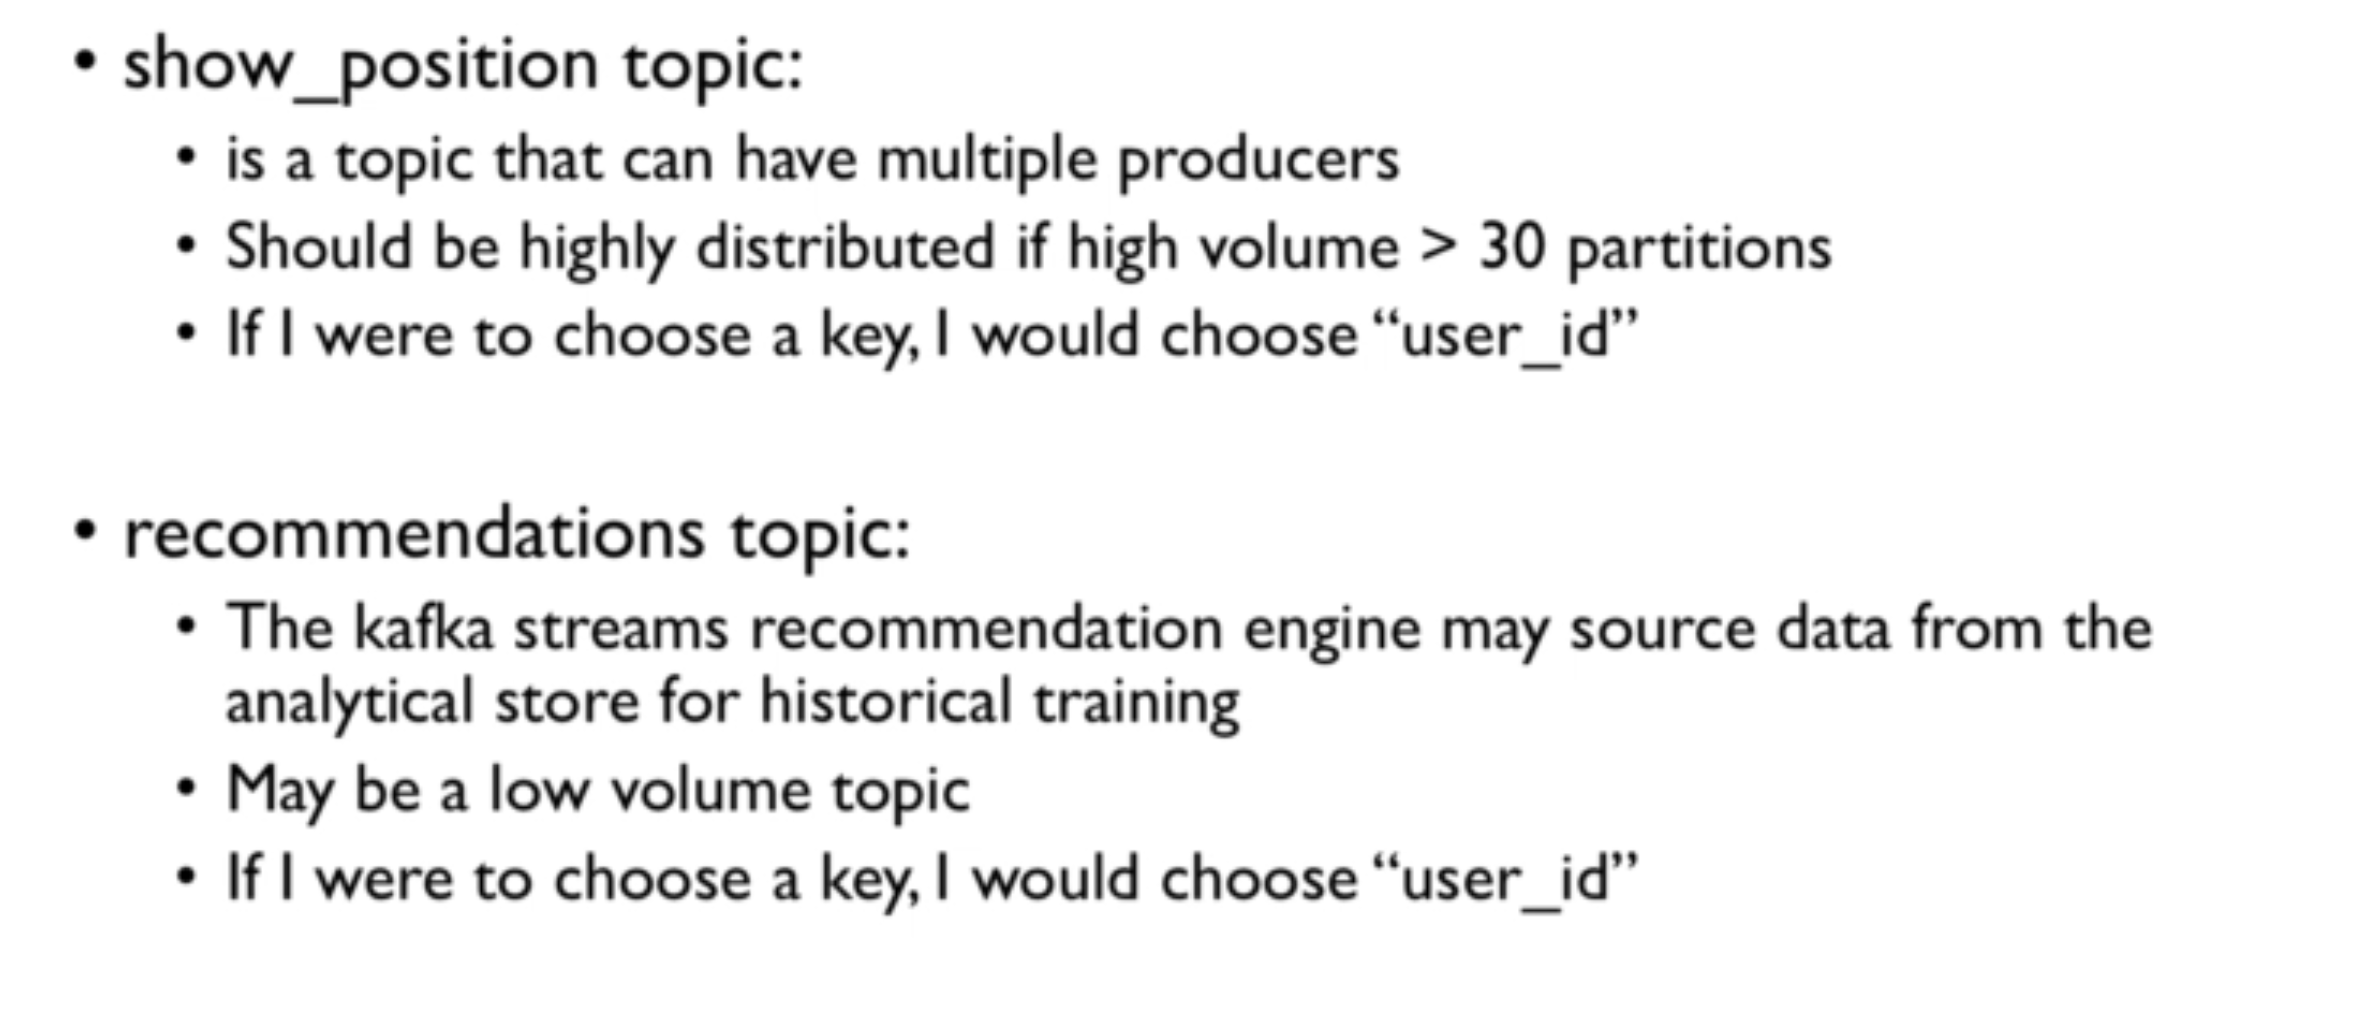 • show_position topic:
• is a topic that can have multiple producers
• Should be highly distributed if high volume > 30 partitions
• If I were to choose a key, I would choose “user_id”
• recommendations topic:
• The kafka streams recommendation engine may source data from the
analytical store for historical training
• May be a low volume topic
• If I were to choose a key, I would choose “user_id”